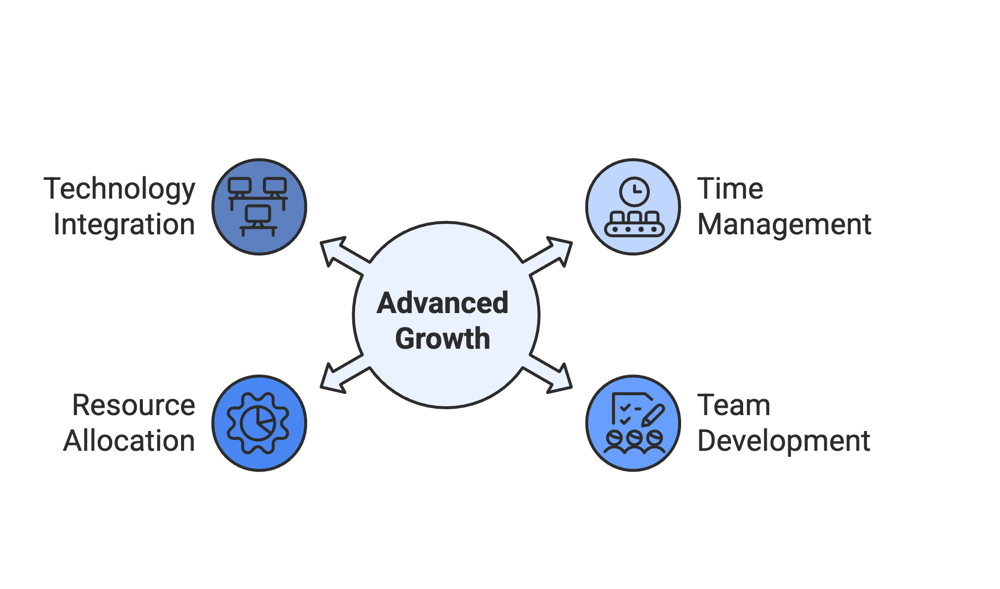 Technology
Integration
Time
Management
Advanced
Growth
Resource
Allocation
Team
Development